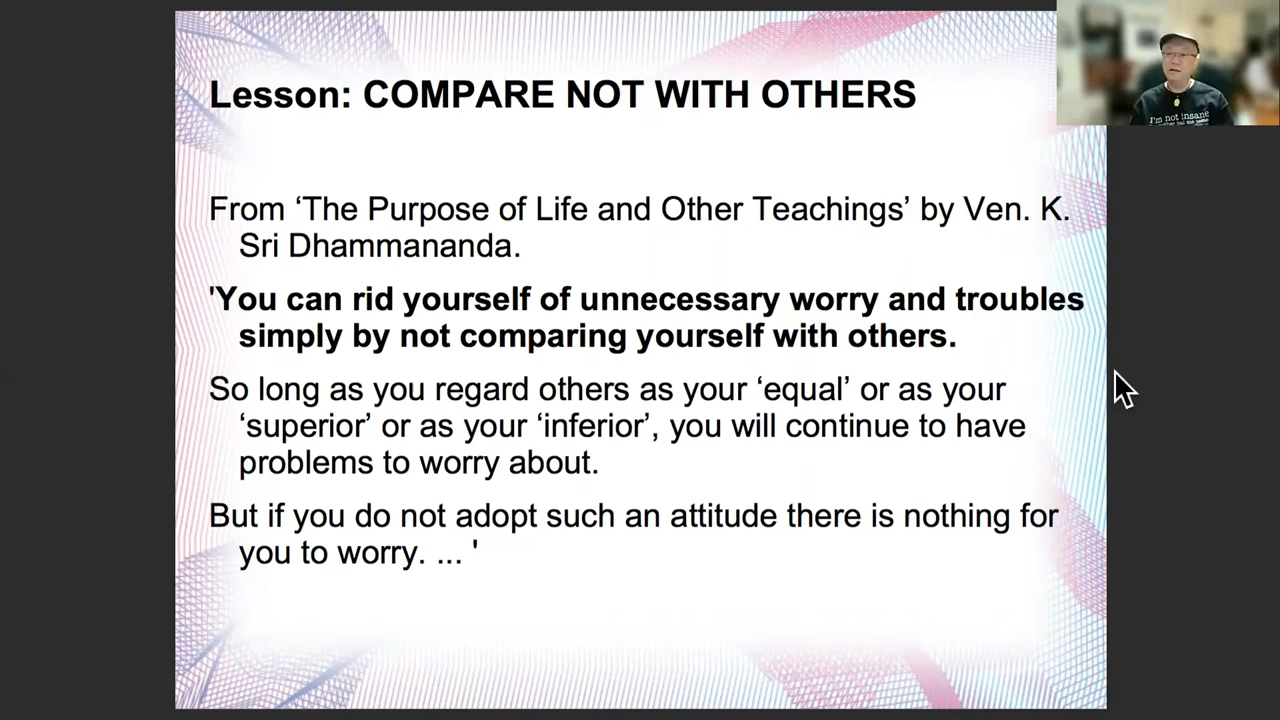 Lesson: COMPARE NOT WITH OTHERS
From ‘The Purpose of Life and Other Teachings’ by Ven. K.
Sri Dhammananda.
'You can rid yourself of unnecessary worry and troubles
simply by not comparing yourself with others.
So long as you regard others as your ‘equal’ or as your
‘superior’ or as your ‘inferior’, you will continue to have
problems to worry about.
But if you do not adopt such an attitude there is nothing for
you to worry. ... '
I'm not insane